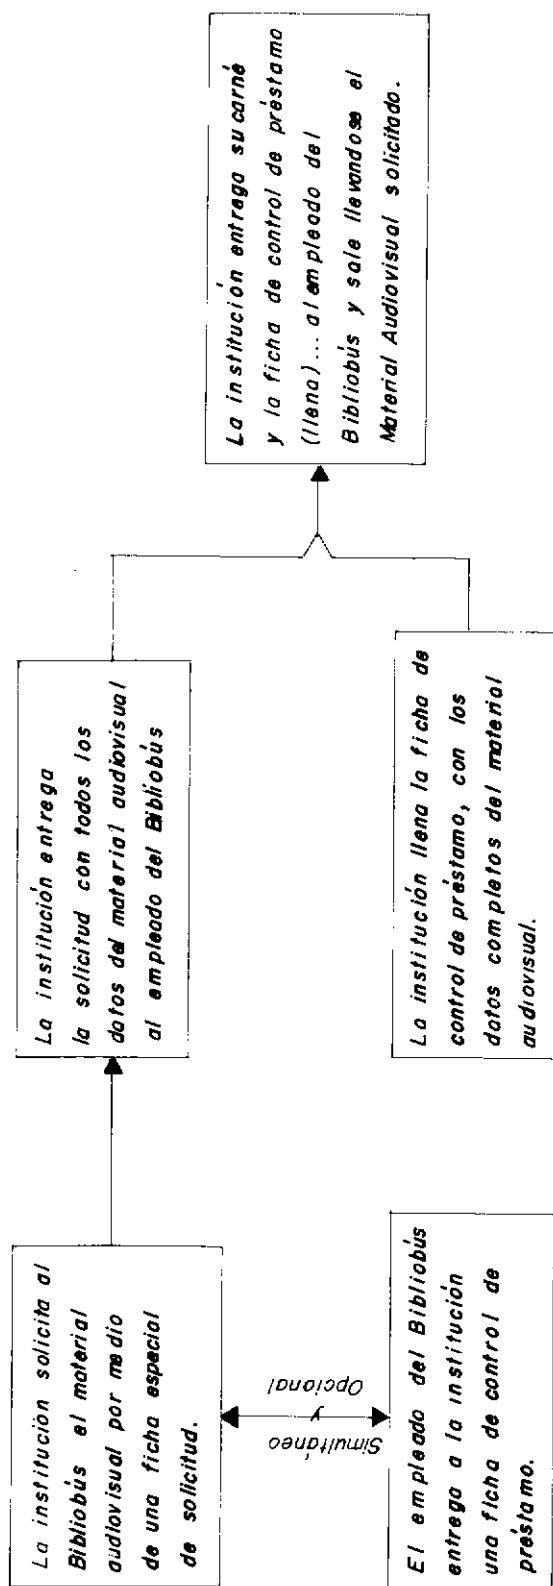 La institución solicita al
Bibliobús el material
audiovisual por medio
de una ficha especial
de solicitud.
Simultáneo
y
Opcional
El empleado del Bibliobús
entrega a la institución
una ficha de control de
préstamo.
La institución entrega
la solicitud con todos los
datos del material audiovisual
al empleado del Bibliobús
La institución llena la ficha de
control de préstamo, con los
datos completos del material
audiovisual.
La institución entrega su carné
y la ficha de control de préstamo
(llena)... al empleado del
Bibliobús y sale llevandose el
Material Audiovisual solicitado.